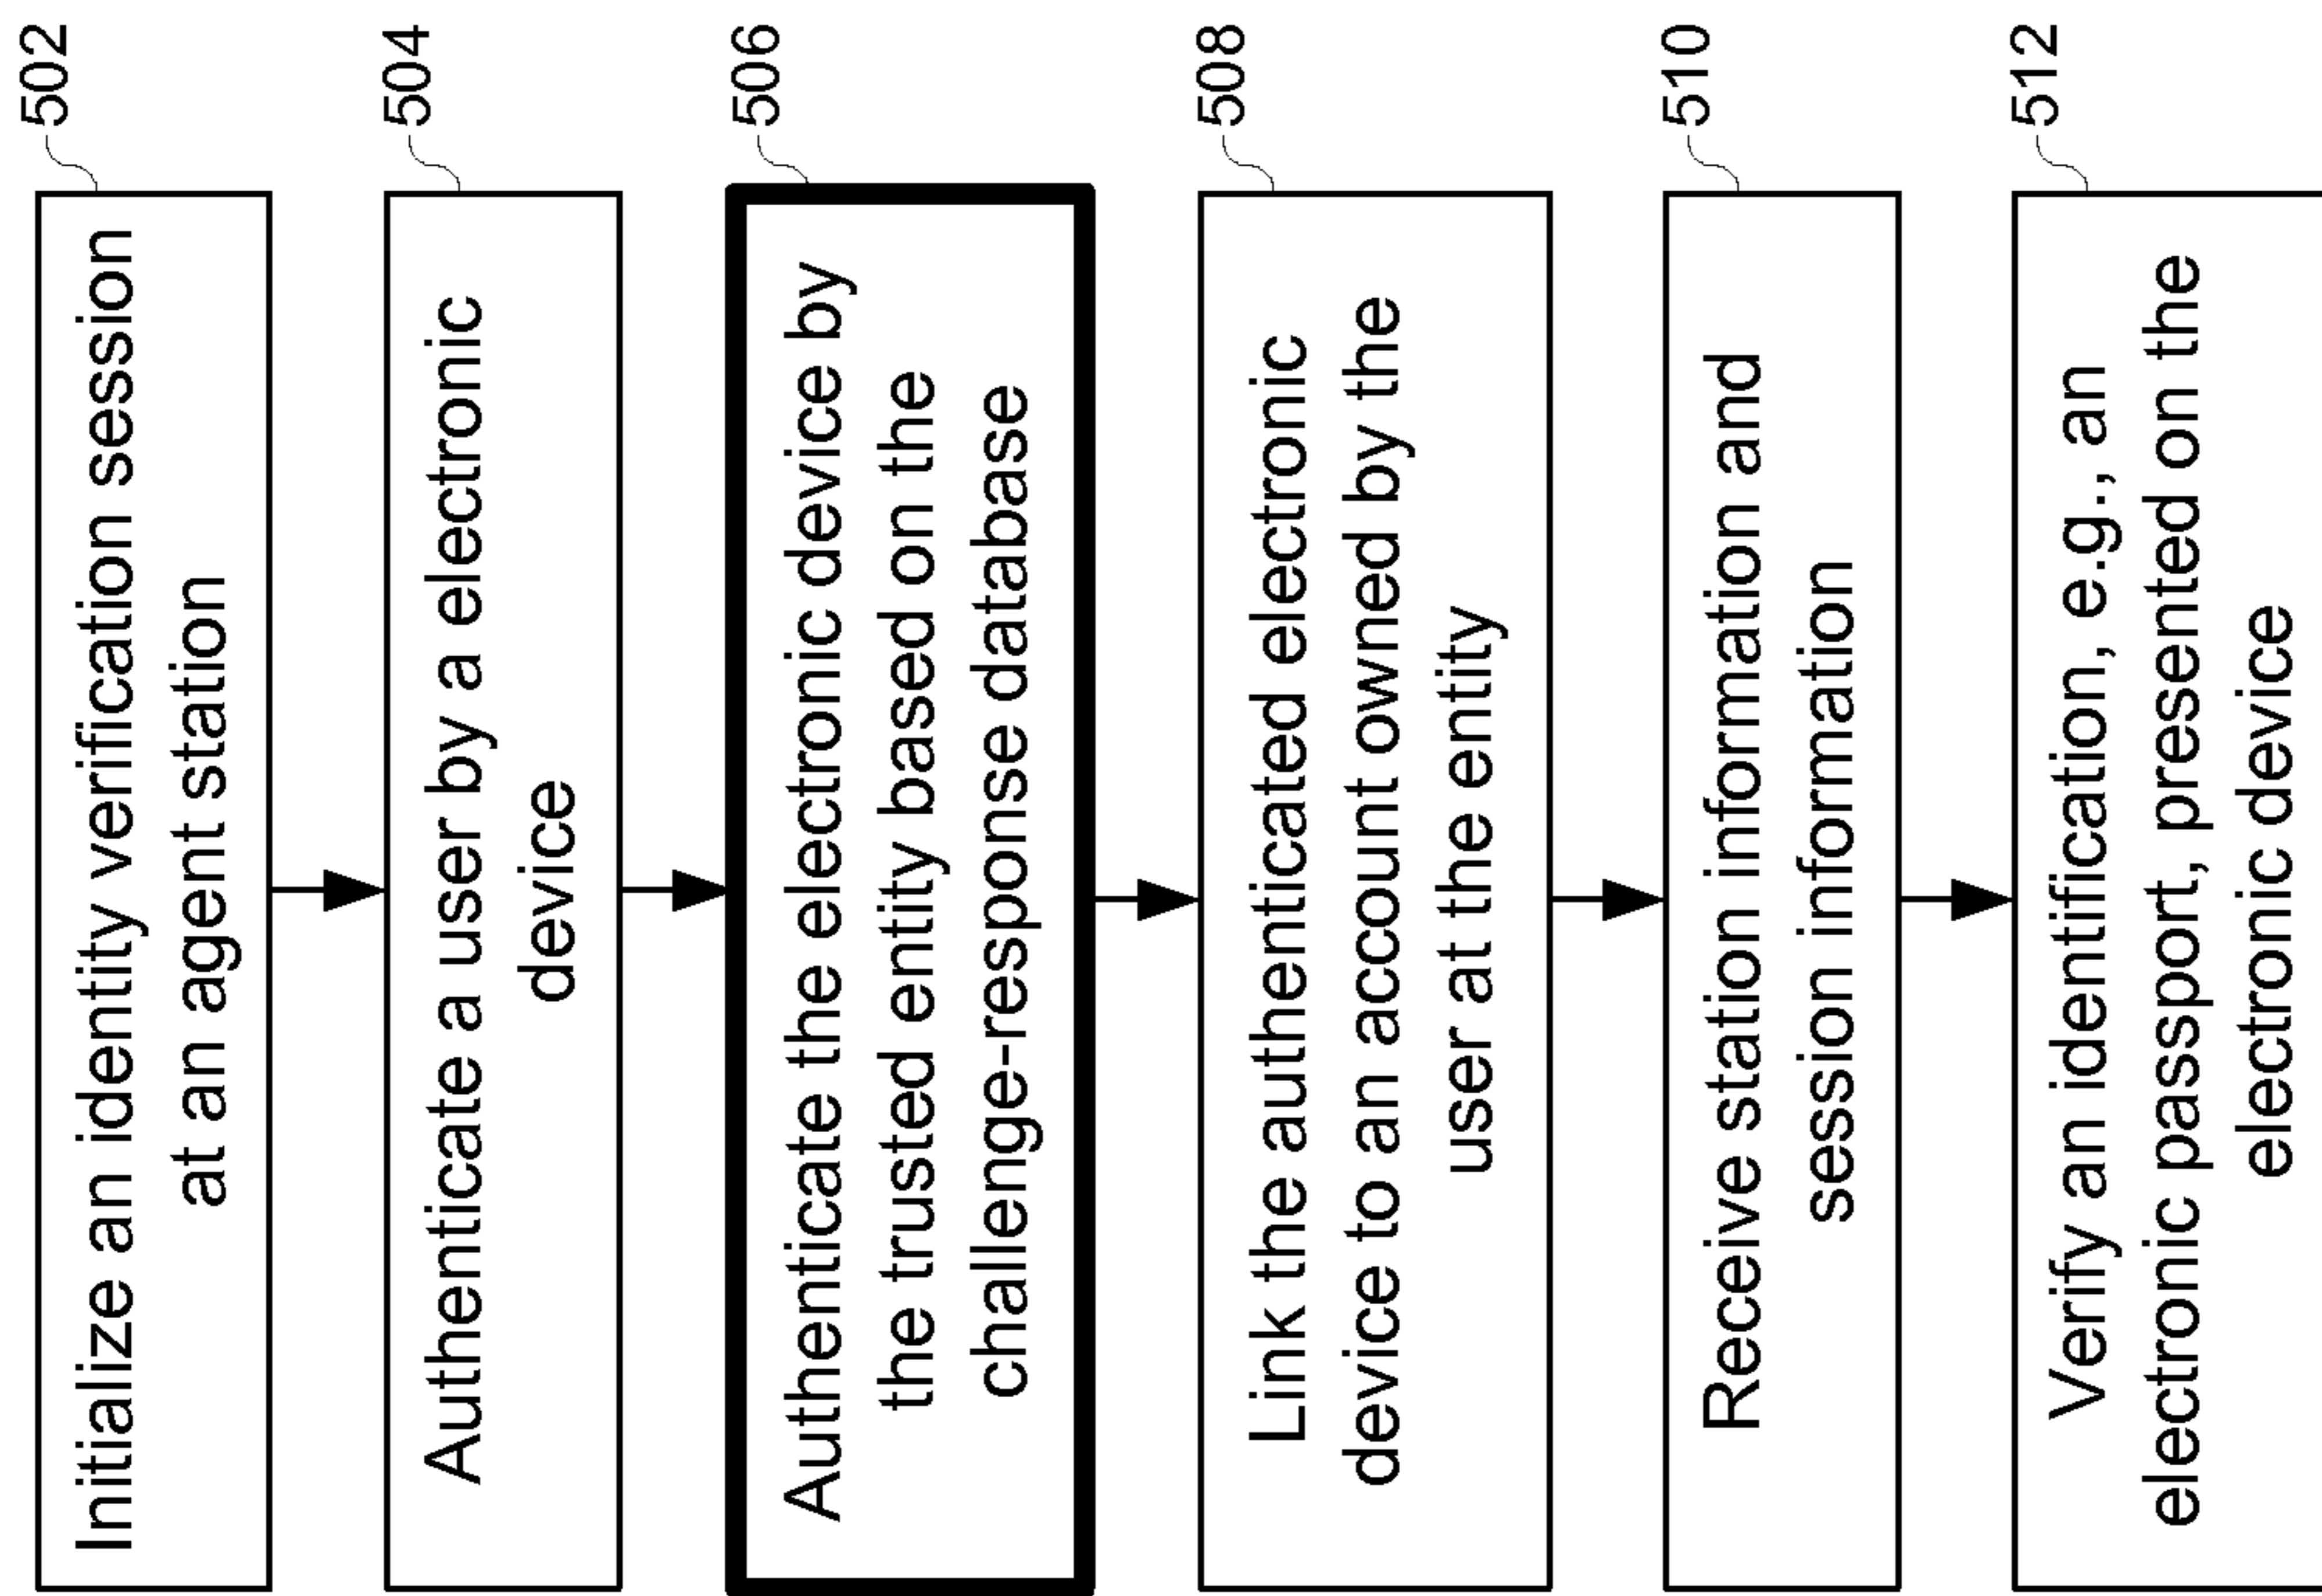 502
Initialize an identity verification session
at an agent station
504
Authenticate a user by a electronic
device
506
Authenticate the electronic device by
the trusted entity based on the
challenge-response database
508
Link the authenticated electronic
device to an account owned by the
user at the entity
510
Receive station information and
session information
512
Verify an identification, e.g., an
electronic passport, presented on the
electronic device